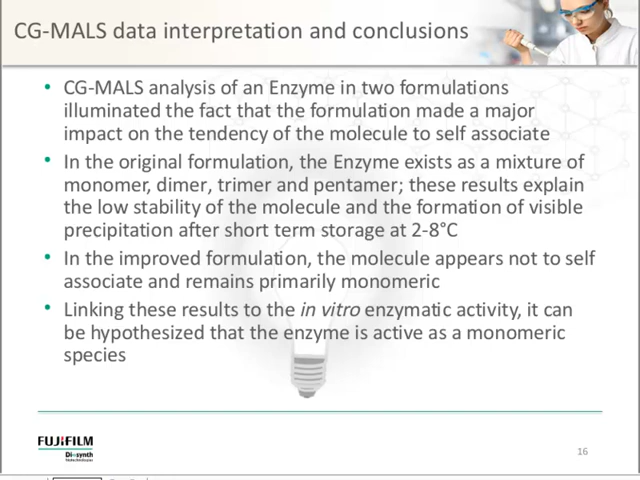 CG-MALS data interpretation and conclusions
• CG-MALS analysis of an Enzyme in two formulations
illuminated the fact that the formulation made a major
impact on the tendency of the molecule to self associate
• In the original formulation, the Enzyme exists as a mixture of
monomer, dimer, trimer and pentamer; these results explain
the low stability of the molecule and the formation of visible
precipitation after short term storage at 2-8°C
• In the improved formulation, the molecule appears not to self
associate and remains primarily monomeric
• Linking these results to the in vitro enzymatic activity, it can
be hypothesized that the enzyme is active as a monomeric
species
FUJIFILM
Diosynth
biotechnologies
16